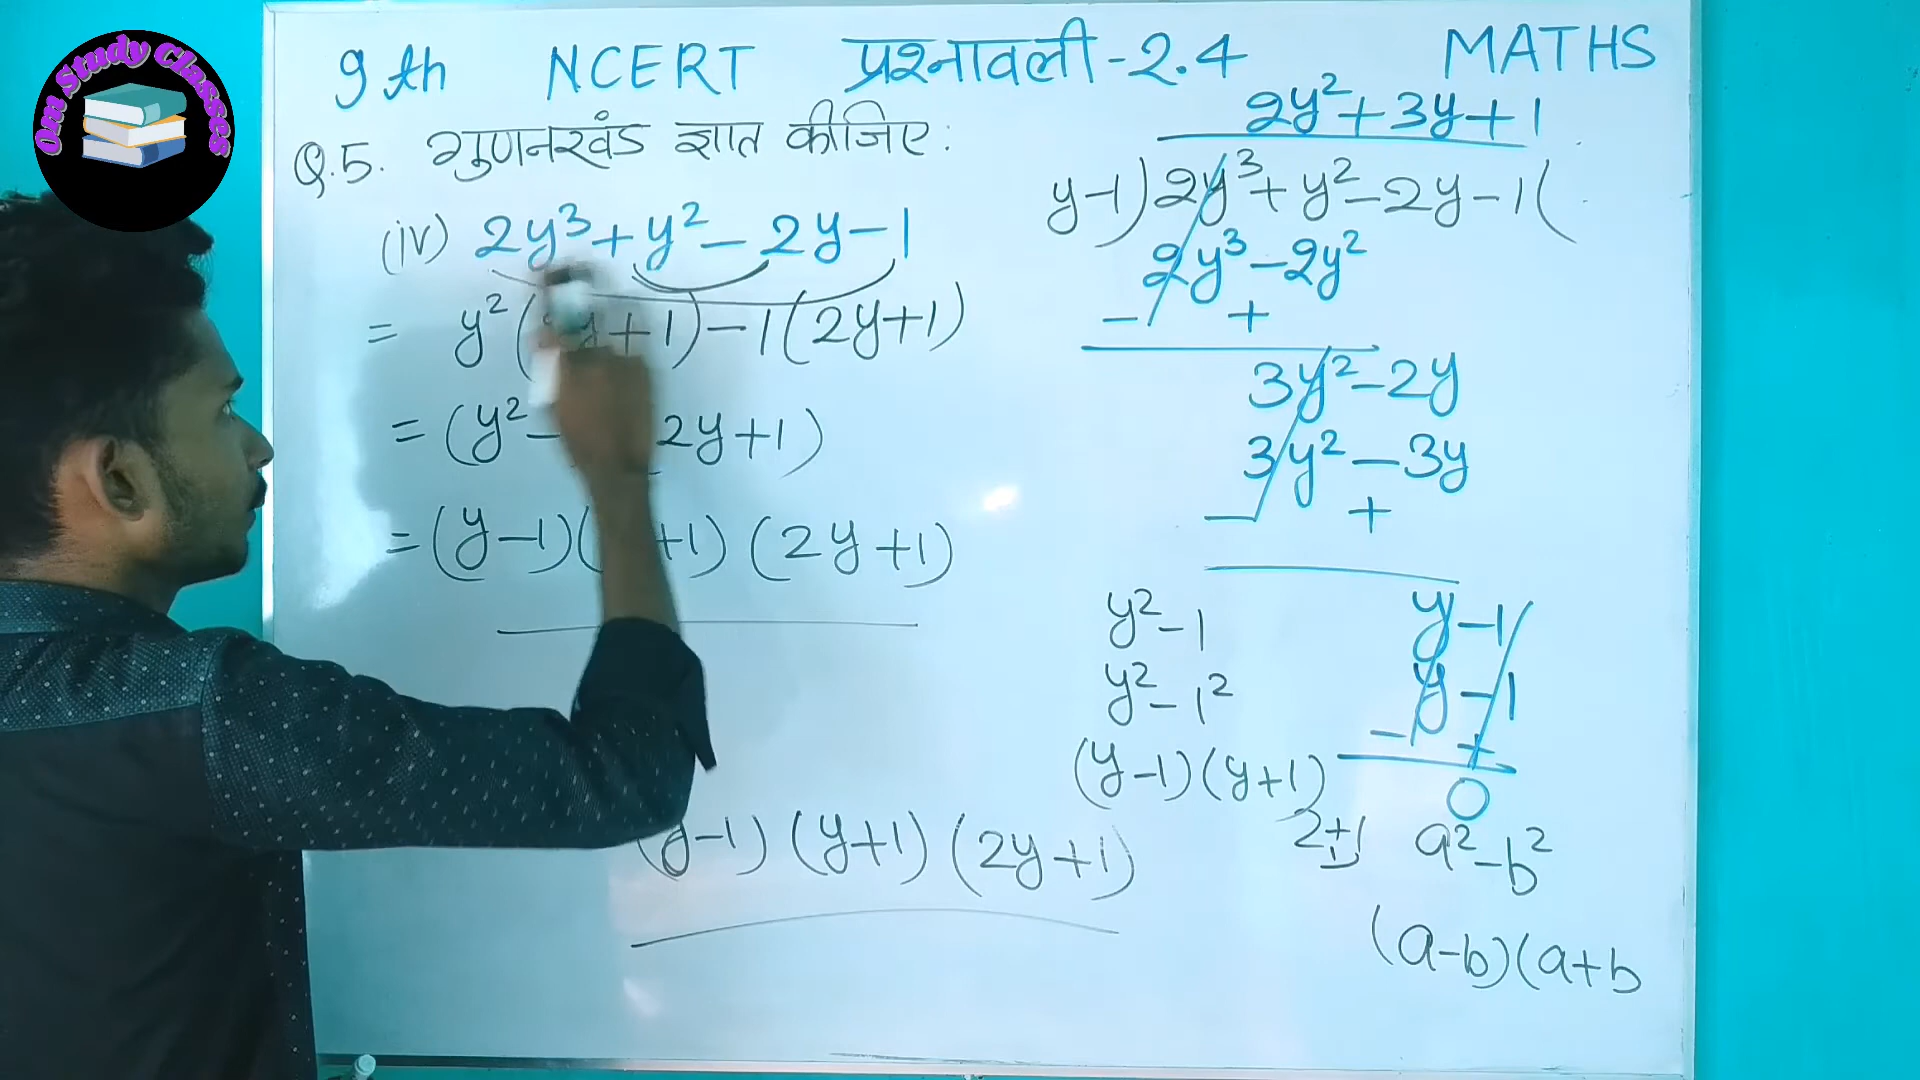 Om Study Classes
9th NCERT प्रश्नावली-2.4 MATHS
Q.5. गुणनखंड ज्ञात कीजिए:
(iv) 2y³+y²-2y-1
= y²( y+1)-1(2y+1)
=(y²- 2y+1)
=(y-1)( +1)(2y+1)
y-1)(y+1)(2y+1)
2y²+3y+1
y-1)2y³+y²-2y-1(
2y³-2y²
- +
3y²-2y
3y²-3y
- +
y-1
y-1
- +
0
y²-1
y²-1²
(y-1)(y+1)
2+1
a²-b²
(a-b)(a+b